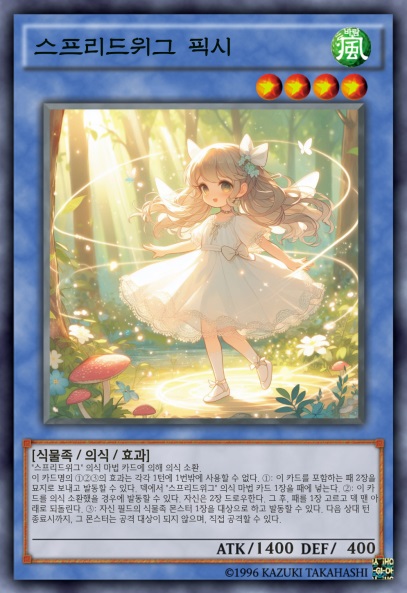 스프리드위그 픽시
바람
風
[식물족 / 의식 / 효과]
"스프리드위그" 의식 마법 카드에 의해 의식 소환.
이 카드명의 ①②③의 효과는 각각 1턴에 1번밖에 사용할 수 없다. ①: 이 카드를 포함하는 패 2장을
묘지로 보내고 발동할 수 있다. 덱에서 "스프리드위그" 의식 마법 카드 1장을 패에 넣는다. ②: 이 카
드를 의식 소환했을 경우에 발동할 수 있다. 자신은 2장 드로우한다. 그 후, 패를 1장 고르고 덱 맨 아
래로 되돌린다. ③: 자신 필드의 식물족 몬스터 1장을 대상으로 하고 발동할 수 있다. 다음 상대 턴
종료시까지, 그 몬스터는 공격 대상이 되지 않으며, 직접 공격할 수 있다.
ATK/1400 DEF/ 400
©1996 KAZUKI TAKAHASHI